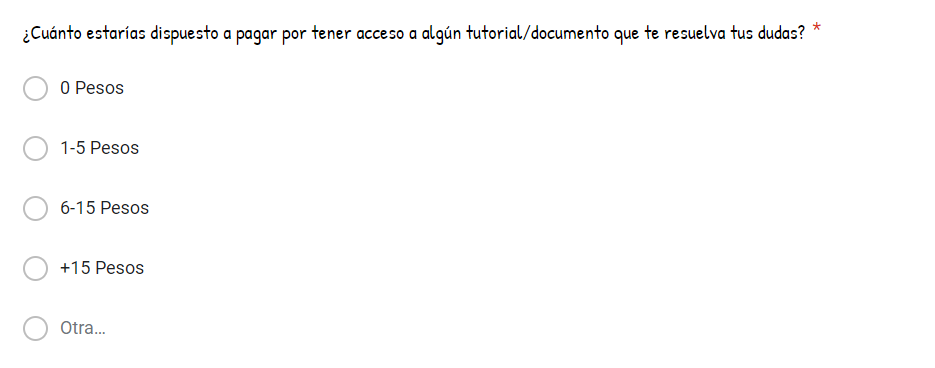 ¿Cuánto estarías dispuesto a pagar por tener acceso a algún tutorial/documento que te resuelva tus dudas? *
0 Pesos
1-5 Pesos
6-15 Pesos
+15 Pesos
Otra...